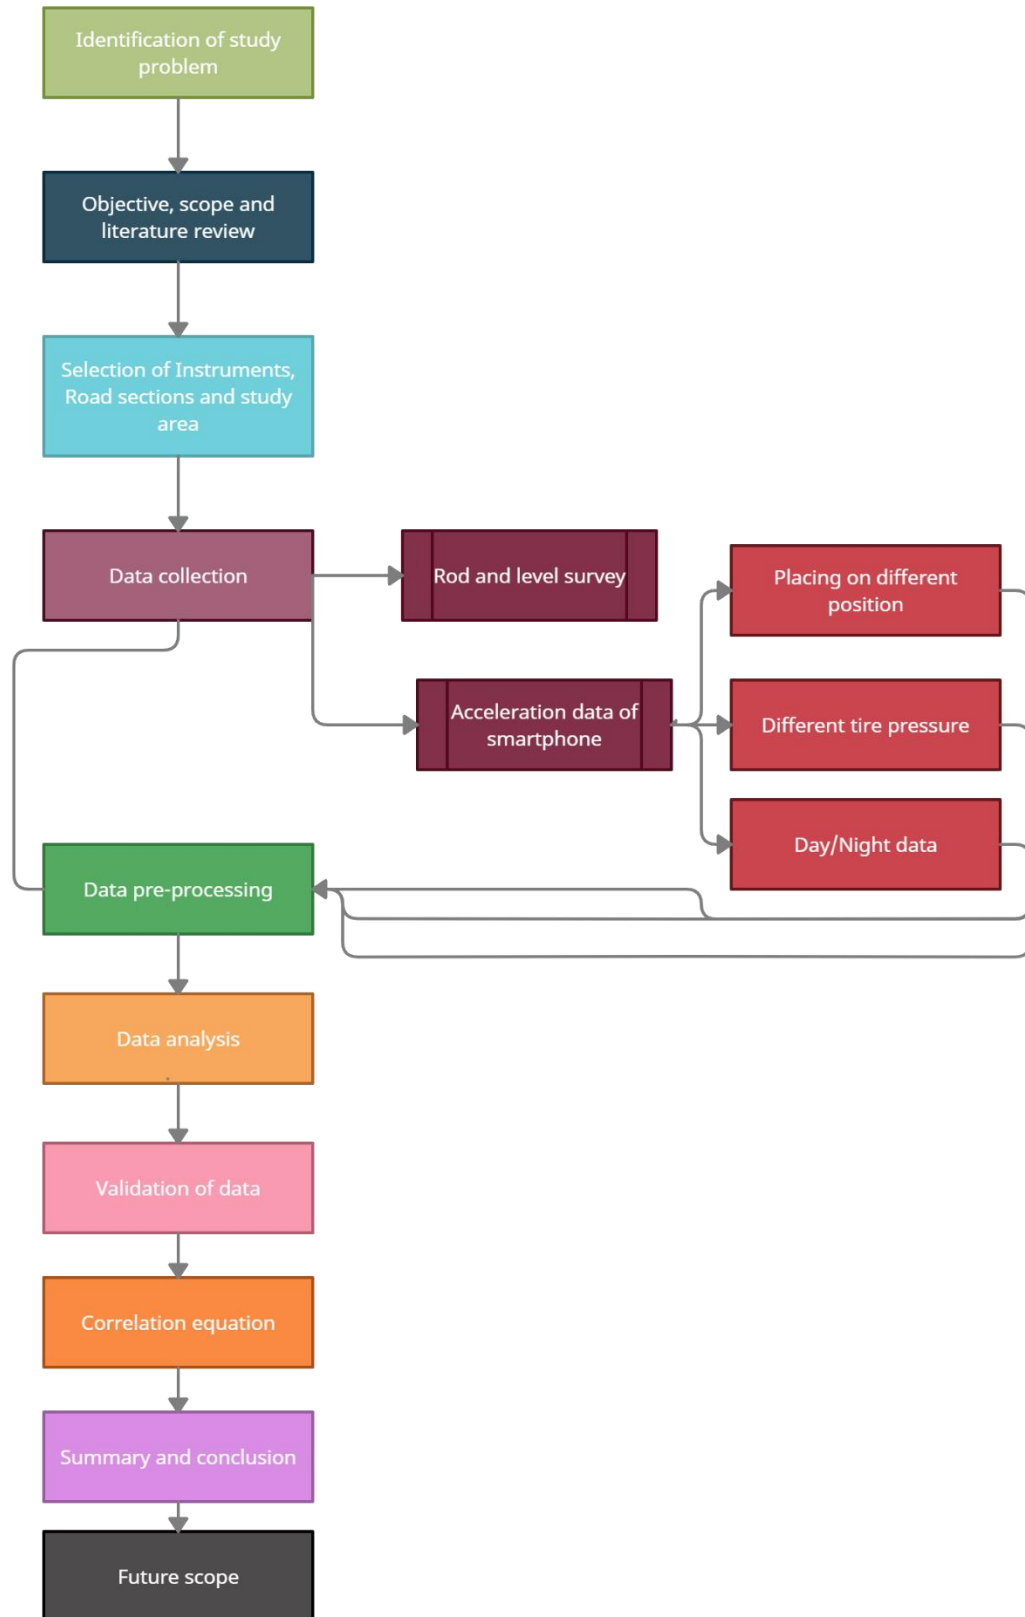 Identification of study
problem
Objective, scope and
literature review
Selection of Instruments,
Road sections and study
area
Data collection
Rod and level survey
Placing on different
position
Acceleration data of
smartphone
Different tire pressure
Day/Night data
Data pre-processing
Data analysis
Validation of data
Correlation equation
Summary and conclusion
Future scope